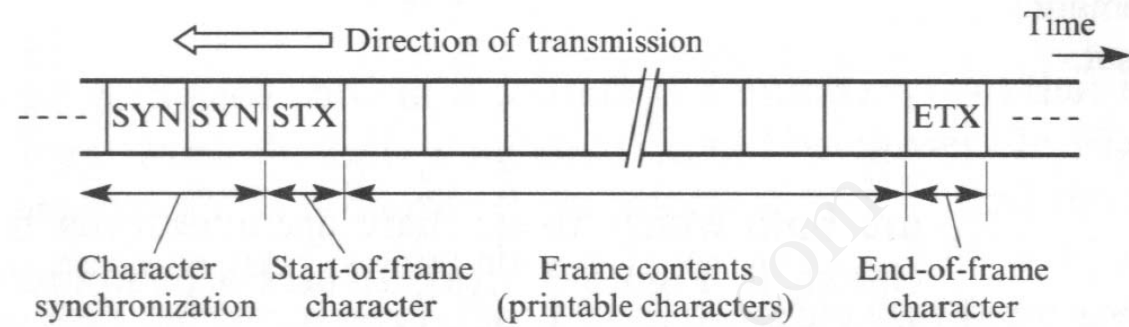 Direction of transmission
Time
---- SYN SYN STX ETX ----
Character synchronization
Start-of-frame character
Frame contents (printable characters)
End-of-frame character
com